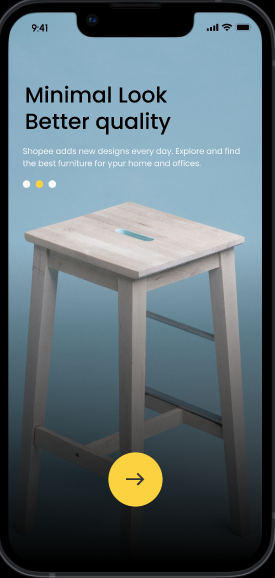 9:41
Minimal Look
Better quality
Shopee adds new designs every day. Explore and find
the best furniture for your home and offices.